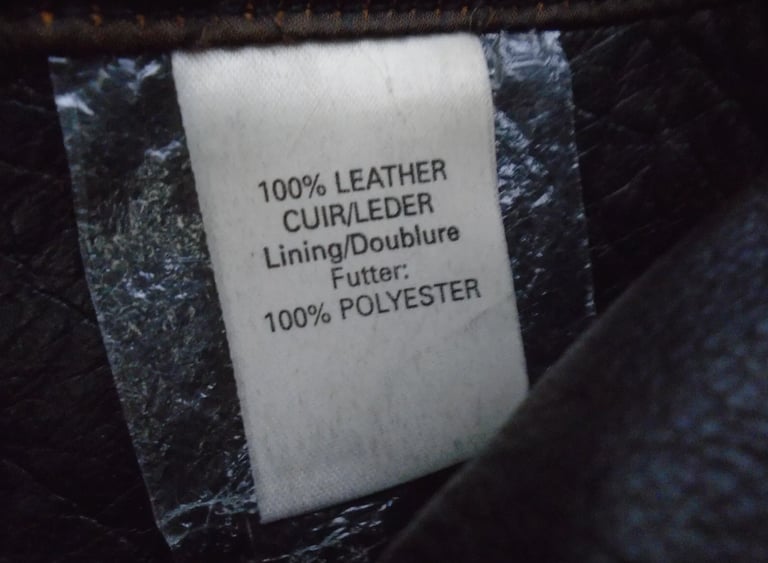 100% LEATHER
CUIR/LEDER
Lining/Doublure
Futter:
100% POLYESTER